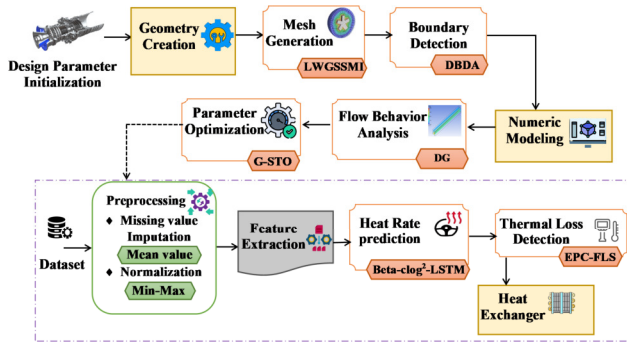 Design Parameter
Initialization
Geometry
Creation
Mesh
Generation
LWGSSMI
Boundary
Detection
DBDA
Numeric
Modeling
Flow Behavior
Analysis
DG
Parameter
Optimization
G-STO
Dataset
Preprocessing
♦ Missing value
Imputation
Mean value
♦ Normalization
Min-Max
Feature
Extraction
Heat Rate
prediction
Beta-clog²-LSTM
Thermal Loss
Detection
EPC-FLS
Heat
Exchanger